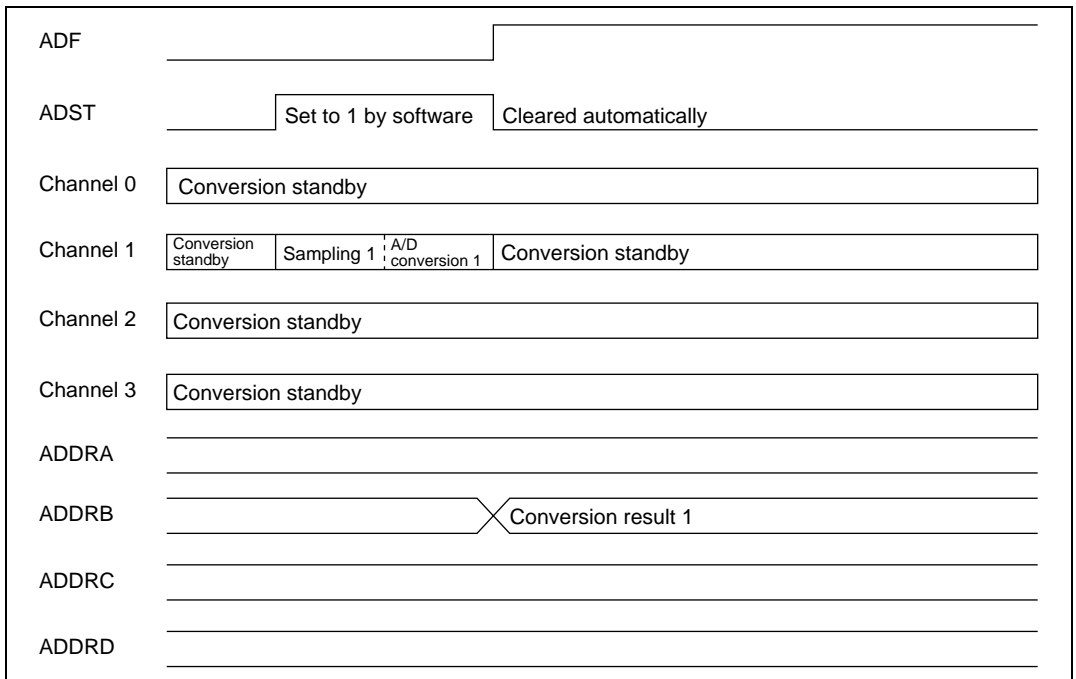 ADF
ADST Set to 1 by software Cleared automatically
Channel 0 Conversion standby
Channel 1 Conversion standby Sampling 1 A/D conversion 1 Conversion standby
Channel 2 Conversion standby
Channel 3 Conversion standby
ADDRA
ADDRB Conversion result 1
ADDRC
ADDRD